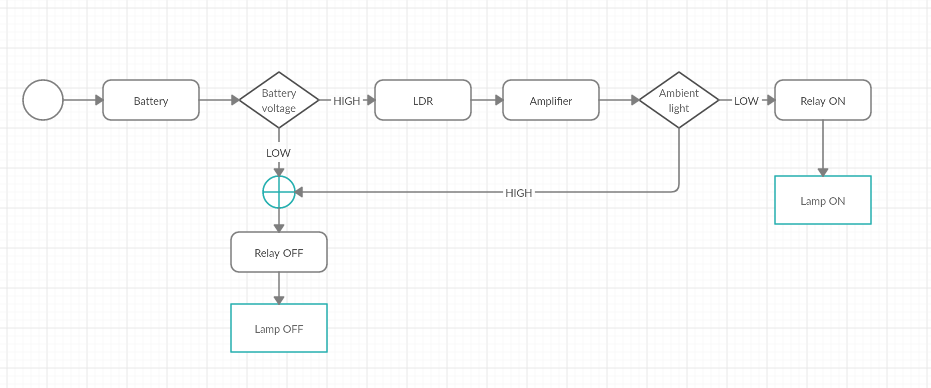 Battery
Battery
voltage
HIGH
LDR
Amplifier
Ambient
light
LOW
Relay ON
LOW
HIGH
Lamp ON
Relay OFF
Lamp OFF